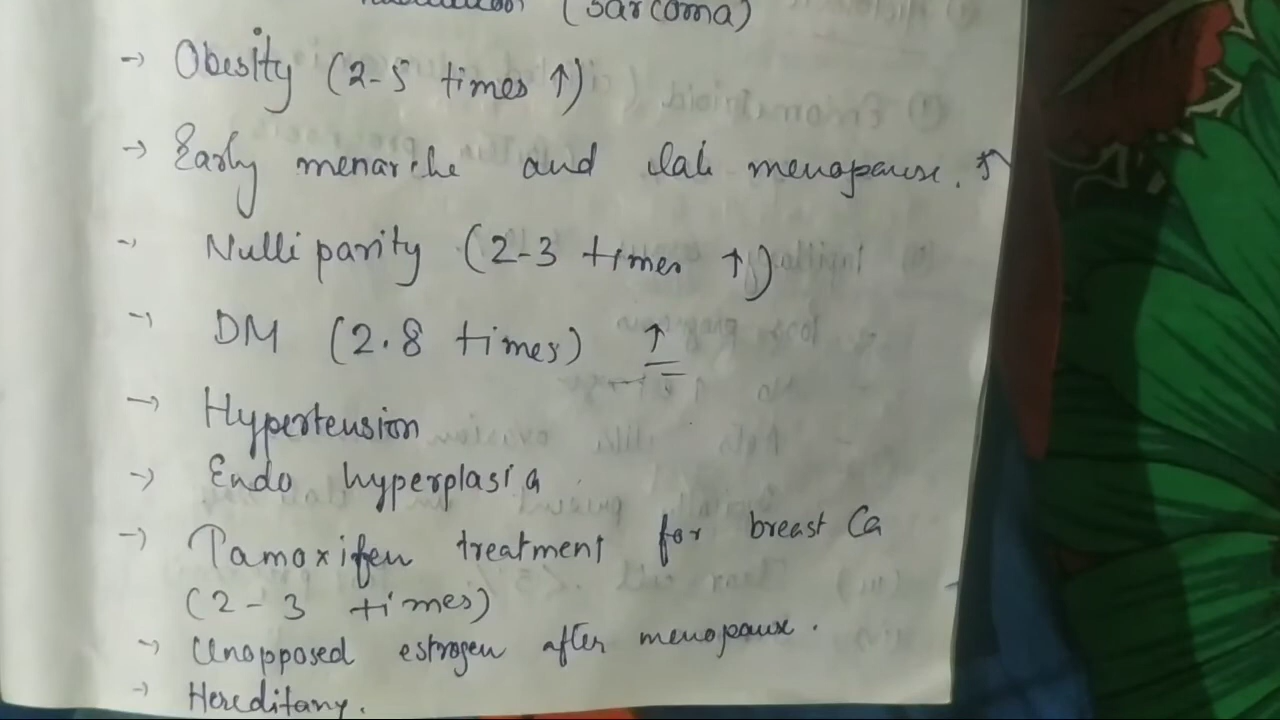 (Sarcoma)
→ Obesity (2-5 times ↑)
→ Early menarche and late menopause. ↑
→ Nulliparity (2-3 times ↑)
→ DM (2.8 times) ↑
→ Hypertension
→ Endo hyperplasia
→ Tamoxifen treatment for breast Ca
(2-3 times)
→ Unopposed estrogen after menopause.
→ Hereditary.